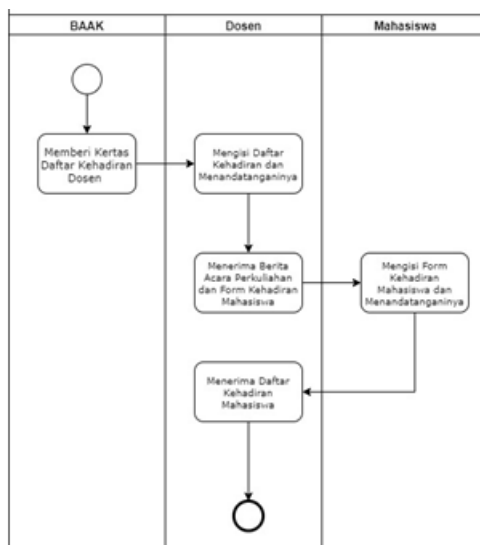 BAAK
Dosen
Mahasiswa
Memberi Kertas
Daftar Kehadiran
Dosen
Mengisi Daftar
Kehadiran dan
Menandatanganinya
Menerima Berita
Acara Perkuliahan
dan Form Kehadiran
Mahasiswa
Mengisi Form
Kehadiran
Mahasiswa dan
Menandatanganinya
Menerima Daftar
Kehadiran
Mahasiswa